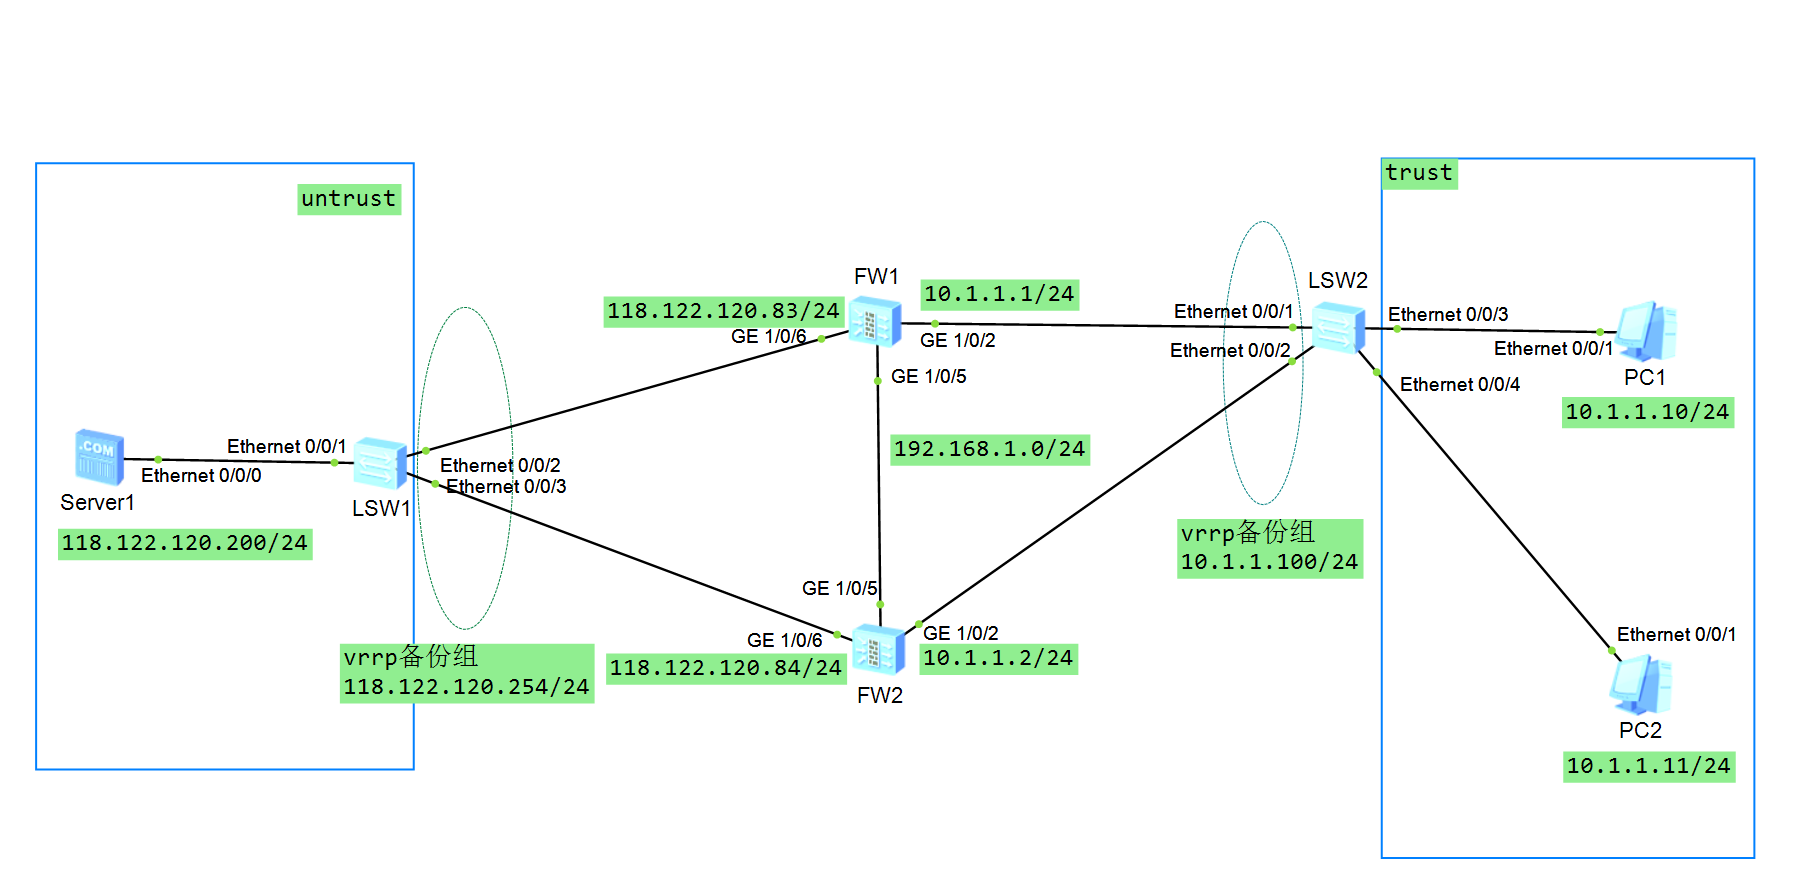 untrust
trust
FW1
LSW2
118.122.120.83/24
10.1.1.1/24
GE 1/0/6
GE 1/0/2
Ethernet 0/0/1
Ethernet 0/0/3
Ethernet 0/0/2
Ethernet 0/0/1
GE 1/0/5
PC1
Ethernet 0/0/4
10.1.1.10/24
.COM
Ethernet 0/0/1
192.168.1.0/24
Ethernet 0/0/0
Ethernet 0/0/2
Ethernet 0/0/3
Server1
LSW1
118.122.120.200/24
vrrp备份组
10.1.1.100/24
GE 1/0/5
GE 1/0/6
GE 1/0/2
Ethernet 0/0/1
vrrp备份组
118.122.120.254/24
118.122.120.84/24
10.1.1.2/24
FW2
PC2
10.1.1.11/24